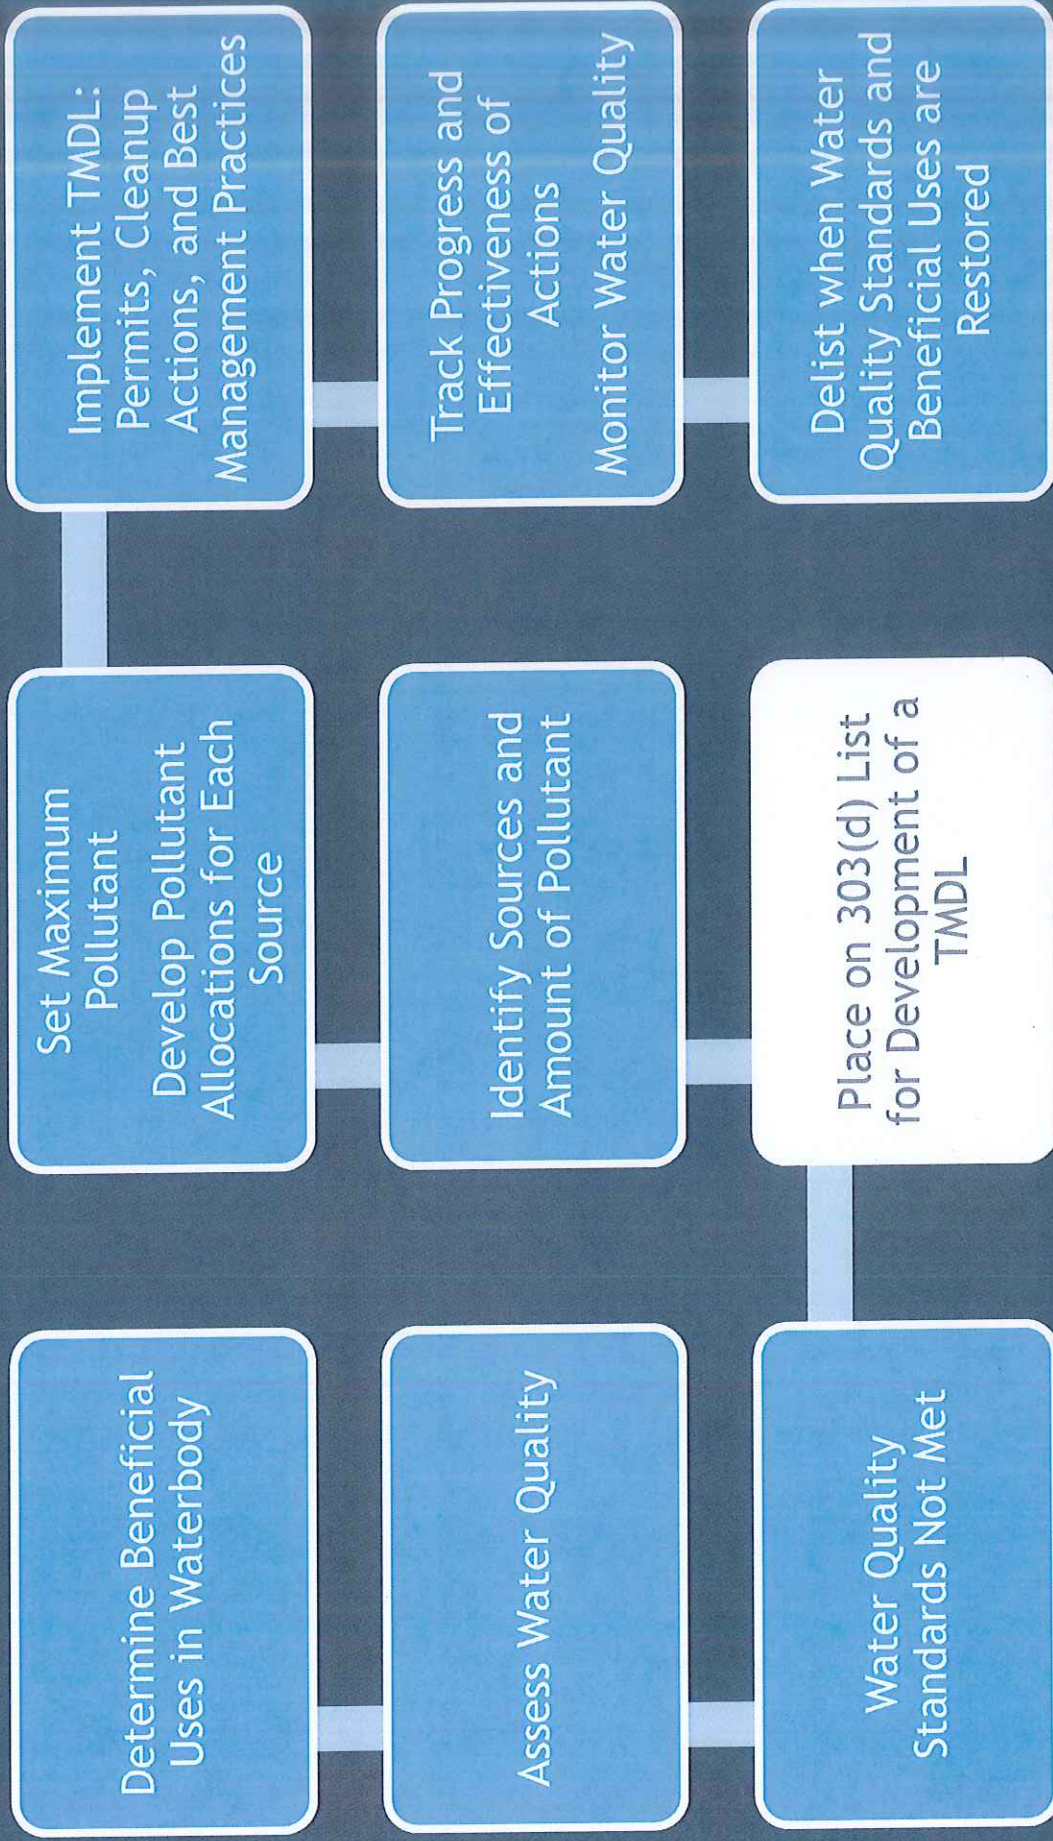 Determine Beneficial
Uses in Waterbody
Assess Water Quality
Water Quality
Standards Not Met
Place on 303(d) List
for Development of a
TMDL
Identify Sources and
Amount of Pollutant
Set Maximum
Pollutant
Develop Pollutant
Allocations for Each
Source
Implement TMDL:
Permits, Cleanup
Actions, and Best
Management Practices
Track Progress and
Effectiveness of
Actions
Monitor Water Quality
Delist when Water
Quality Standards and
Beneficial Uses are
Restored